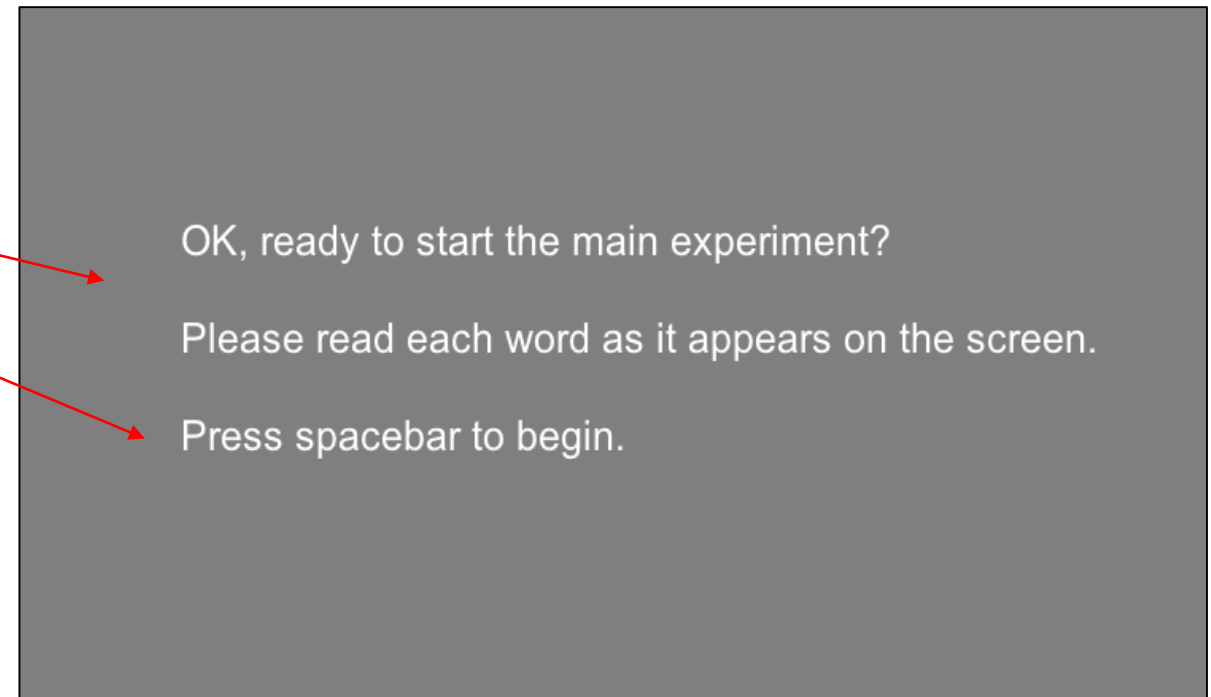 OK, ready to start the main experiment?
Please read each word as it appears on the screen.
Press spacebar to begin.